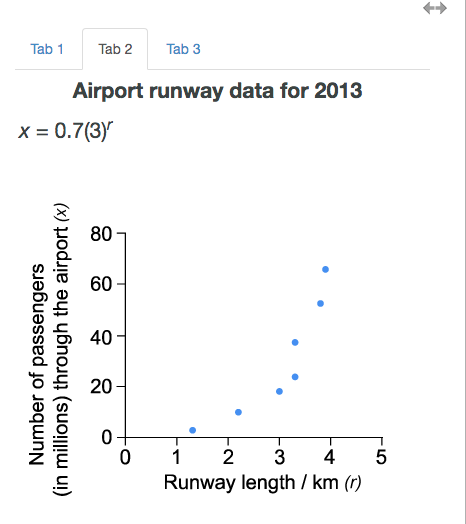 Tab 1 Tab 2 Tab 3
Airport runway data for 2013
x = 0.7(3)^r
Number of passengers
(in millions) through the airport (x)
80
60
40
20
0
0 1 2 3 4 5
Runway length / km (r)